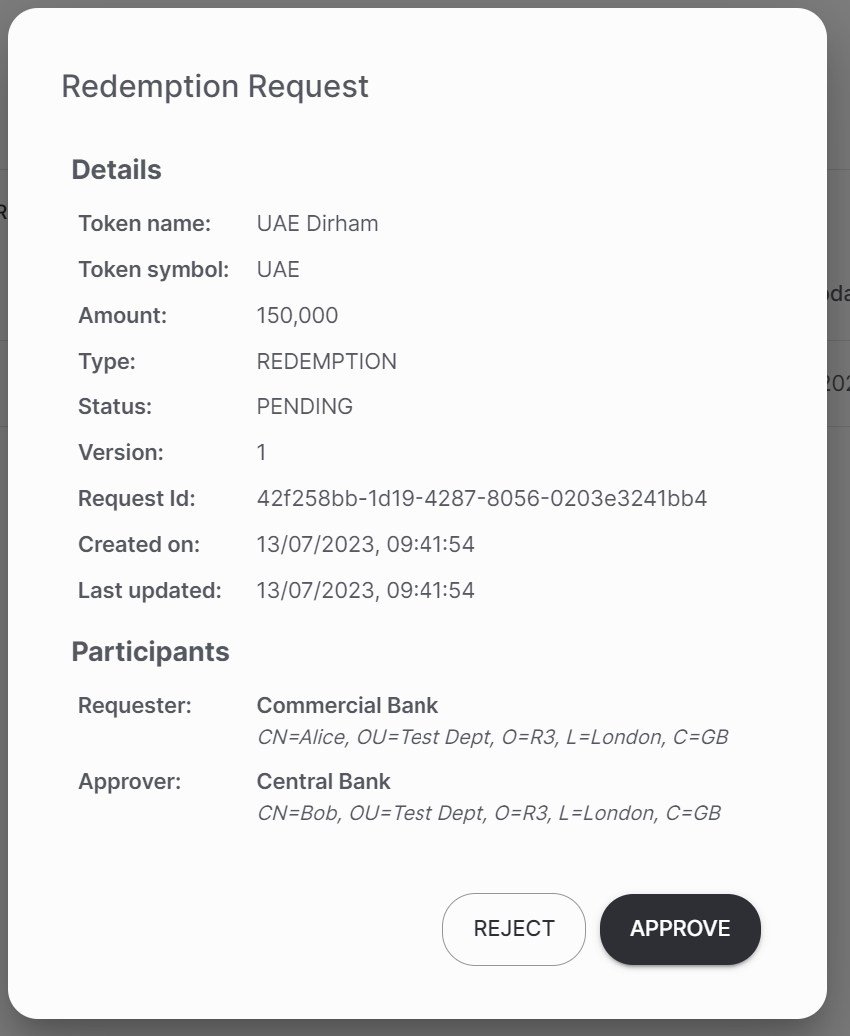 Redemption Request
Details
Token name: UAE Dirham
Token symbol: UAE
Amount: 150,000
Type: REDEMPTION
Status: PENDING
Version: 1
Request Id: 42f258bb-1d19-4287-8056-0203e3241bb4
Created on: 13/07/2023, 09:41:54
Last updated: 13/07/2023, 09:41:54
Participants
Requester: Commercial Bank
CN=Alice, OU=Test Dept, O=R3, L=London, C=GB
Approver: Central Bank
CN=Bob, OU=Test Dept, O=R3, L=London, C=GB
REJECT APPROVE